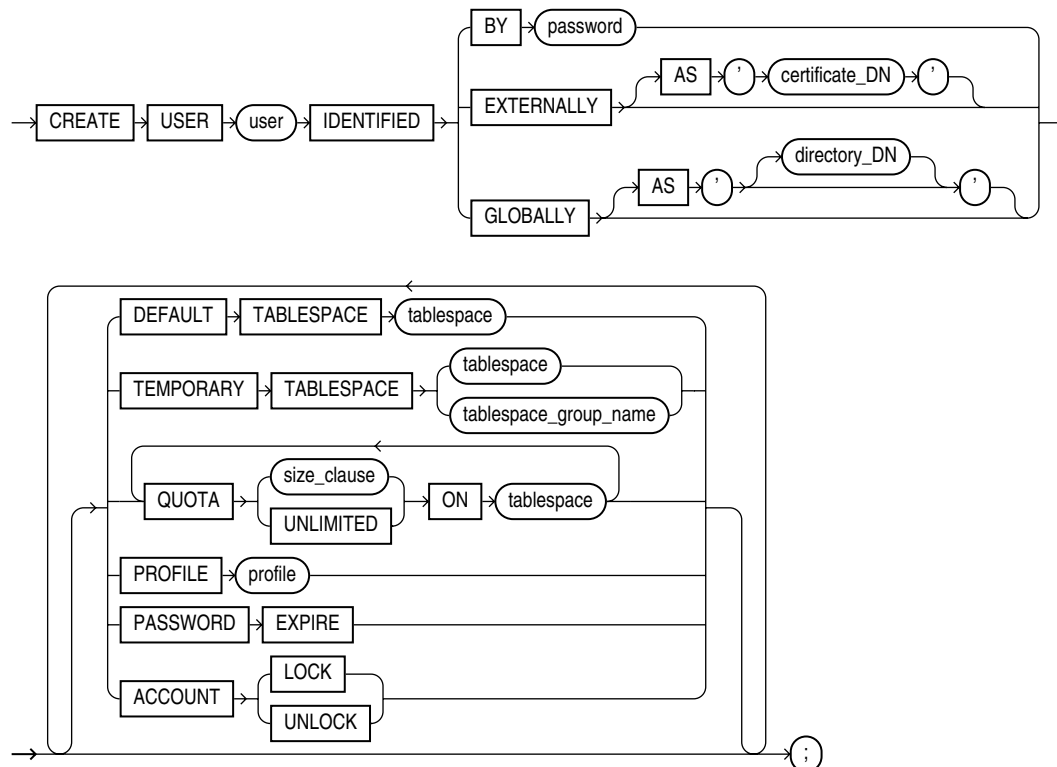 BY password
AS ' certificate_DN '
EXTERNALLY
CREATE USER user IDENTIFIED
directory_DN
AS ' '
GLOBALLY
DEFAULT TABLESPACE tablespace
tablespace
TEMPORARY TABLESPACE
tablespace_group_name
size_clause
QUOTA ON tablespace
UNLIMITED
PROFILE profile
PASSWORD EXPIRE
LOCK
ACCOUNT
UNLOCK
;